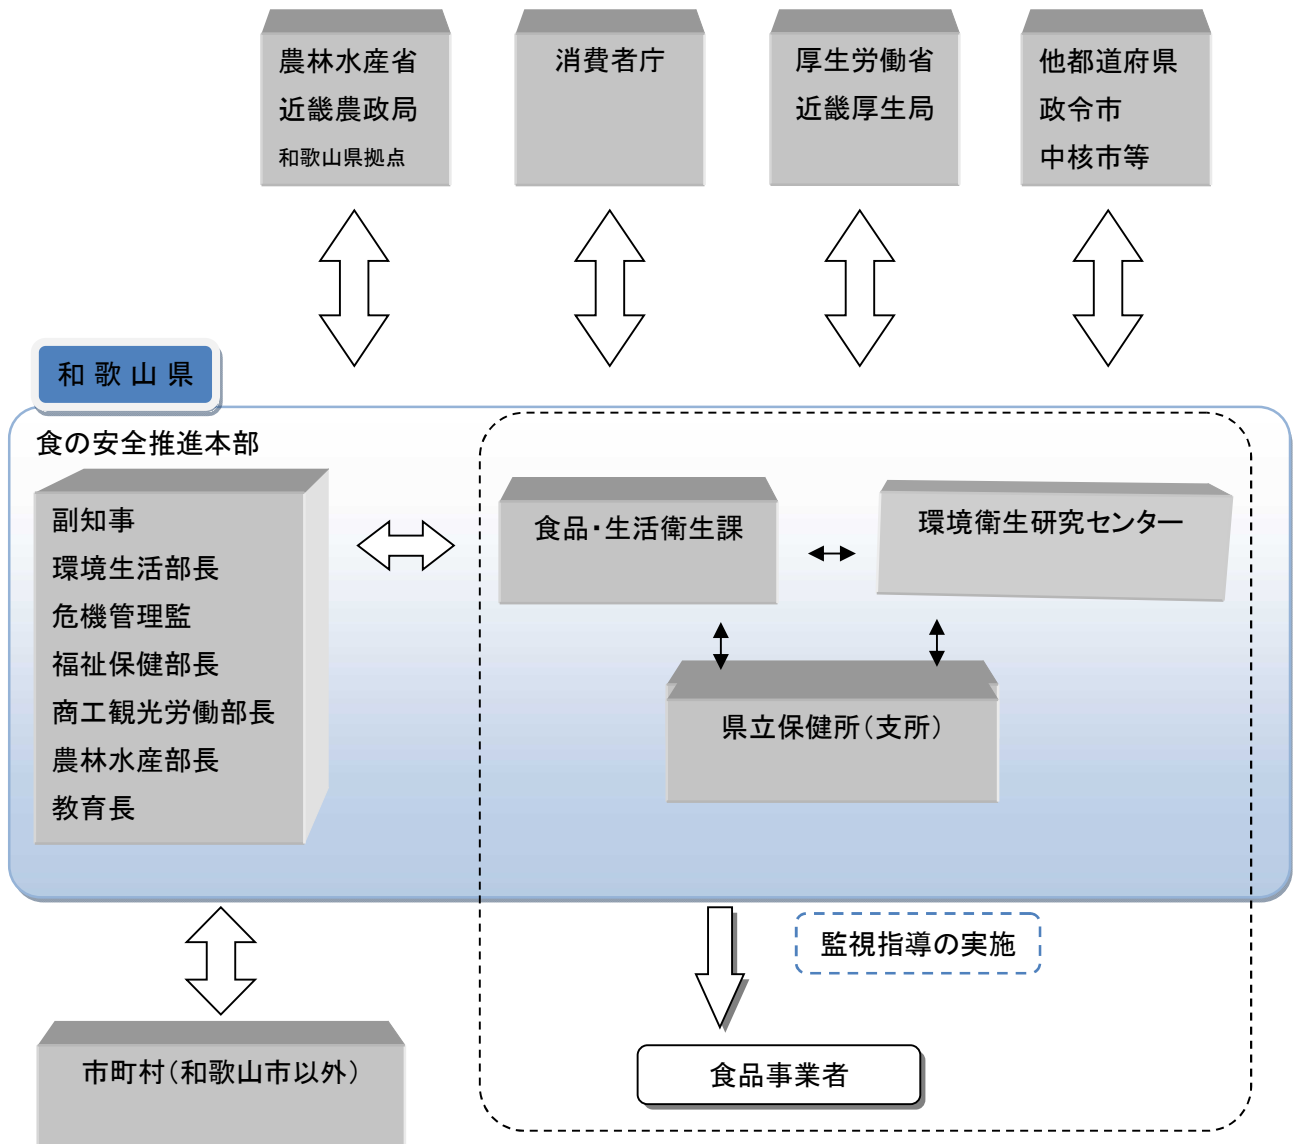 農林水産省
近畿農政局
和歌山県拠点
消費者庁
厚生労働省
近畿厚生局
他都道府県
政令市
中核市等
和歌山県
食の安全推進本部
副知事
環境生活部長
危機管理監
福祉保健部長
商工観光労働部長
農林水産部長
教育長
食品・生活衛生課
環境衛生研究センター
県立保健所(支所)
監視指導の実施
市町村(和歌山市以外)
食品事業者